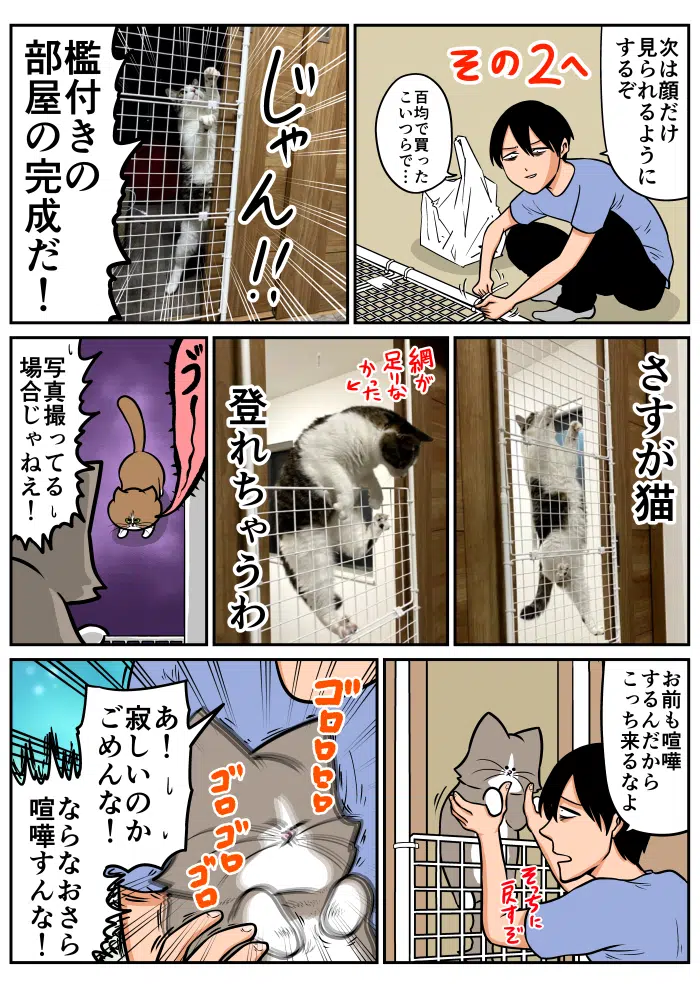 次は顔だけ
見られるように
するぞ
その2へ
百均で買った
こいつらで…
じゃん!!
檻付きの
部屋の完成だ！
さすが猫
網が
足りな
かった
登れちゃうわ
ゔーーー
写真撮ってる
場合じゃねえ！
お前も喧嘩
するんだから
こっち来るなよ
そっちに
戻すぞ
ゴロゴロゴロ
ゴロ
ゴロ
ゴロ
あ！
寂しいのか
ごめんな！
ならなおさら
喧嘩すんな！